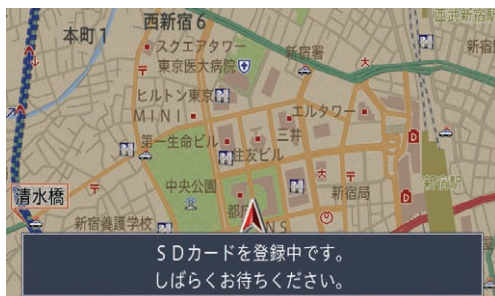 西新宿6
本町1
スクエアタワー
新宿署
東京医大病院
ヒルトン東京
MINI
エルタワー
第一生命ビル
三井
住友ビル
中央公園
新宿局
新宿駅
清水橋
都庁
NS
新宿養護学校
SDカードを登録中です。
しばらくお待ちください。